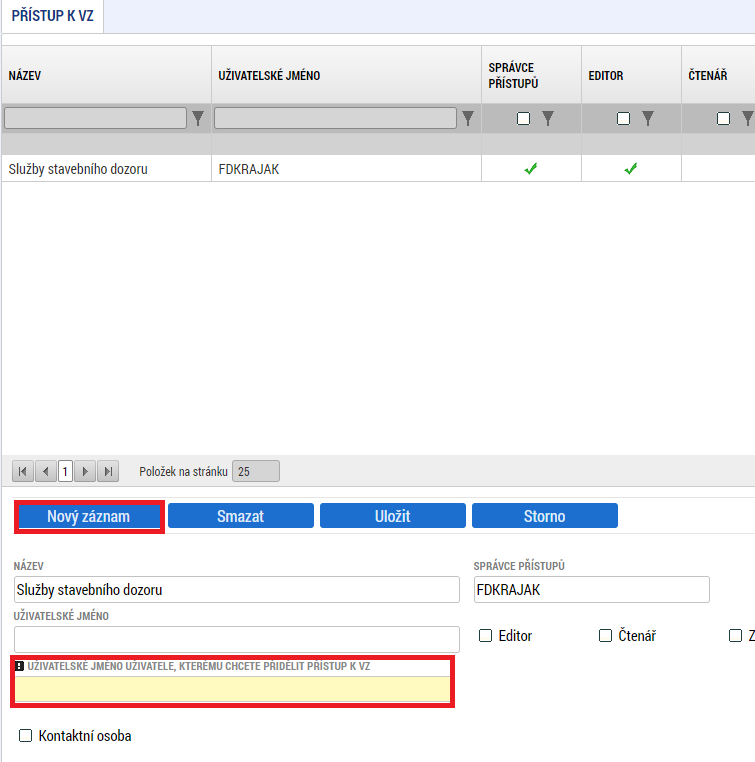 PŘÍSTUP K VZ
NÁZEV
UŽIVATELSKÉ JMÉNO
SPRÁVCE
PŘÍSTUPŮ
EDITOR
ČTENÁŘ
Služby stavebního dozoru
FDKRAJAK
1
Položek na stránku
25
Nový záznam
Smazat
Uložit
Storno
NÁZEV
SPRÁVCE PŘÍSTUPŮ
Služby stavebního dozoru
FDKRAJAK
UŽIVATELSKÉ JMÉNO
Editor
Čtenář
Z
UŽIVATELSKÉ JMÉNO UŽIVATELE, KTERÉMU CHCETE PŘIDĚLIT PŘÍSTUP K VZ
Kontaktní osoba